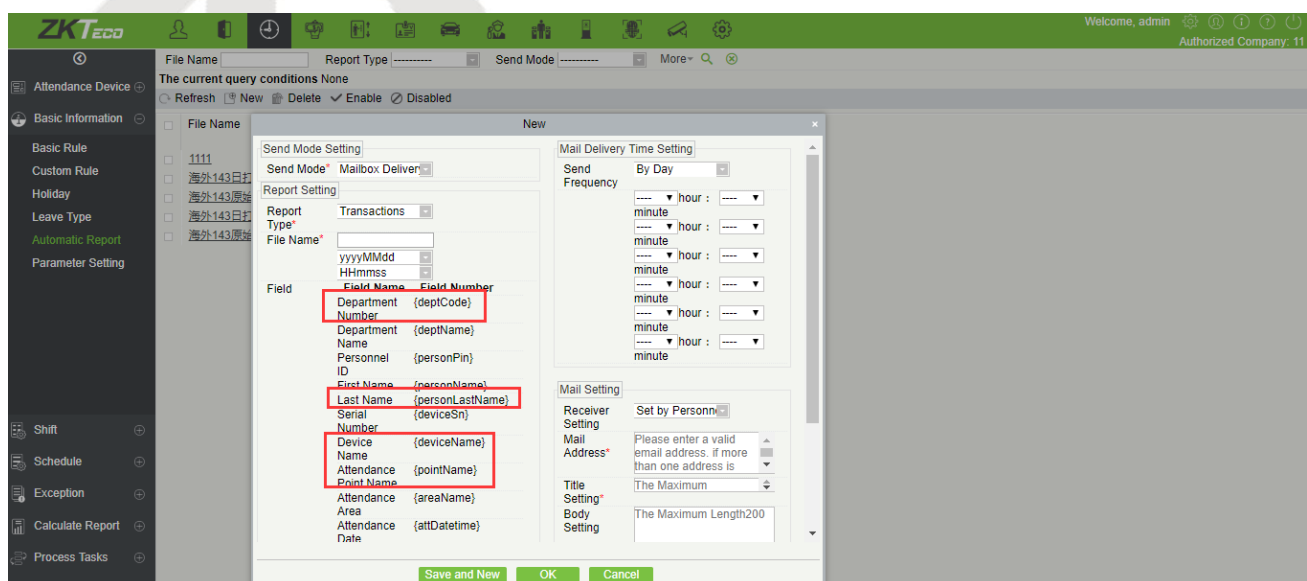 ZKTECO
Welcome, admin
Authorized Company: 11
File Name Report Type ---------- Send Mode ---------- More
The current query conditions None
Refresh New Delete Enable Disabled
Attendance Device
Basic Information
Basic Rule
Custom Rule
Holiday
Leave Type
Automatic Report
Parameter Setting
Shift
Schedule
Exception
Calculate Report
Process Tasks
File Name
1111
海外143日打
海外143原始
海外143日打
海外143原始
New ×
Send Mode Setting
Send Mode* Mailbox Delivery
Report Setting
Report Type* Transactions
File Name*
yyyyMMdd
HHmmss
Field Field Name Field Number
Department {deptCode}
Number
Department {deptName}
Name
Personnel {personPin}
ID
First Name {personName}
Last Name {personLastName}
Serial {deviceSn}
Number
Device {deviceName}
Name
Attendance {pointName}
Point Name
Attendance {areaName}
Area
Attendance {attDatetime}
Date
Mail Delivery Time Setting
Send By Day
Frequency
---- hour : ----
minute
---- hour : ----
minute
---- hour : ----
minute
---- hour : ----
minute
---- hour : ----
minute
---- hour : ----
minute
Mail Setting
Receiver Set by Personn
Setting
Mail Please enter a valid
Address* email address. if more
than one address is
Title The Maximum
Setting*
Body The Maximum Length200
Setting
Save and New OK Cancel